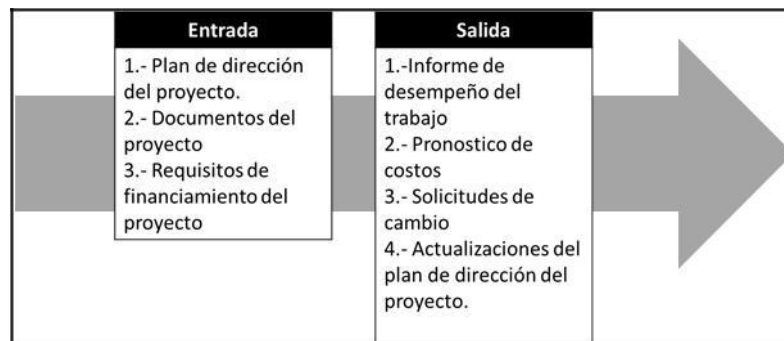 Entrada
1.- Plan de dirección
del proyecto.
2.- Documentos del
proyecto
3.- Requisitos de
financiamiento del
proyecto
Salida
1.-Informe de
desempeño del
trabajo
2.- Pronostico de
costos
3.- Solicitudes de
cambio
4.- Actualizaciones del
plan de dirección del
proyecto.